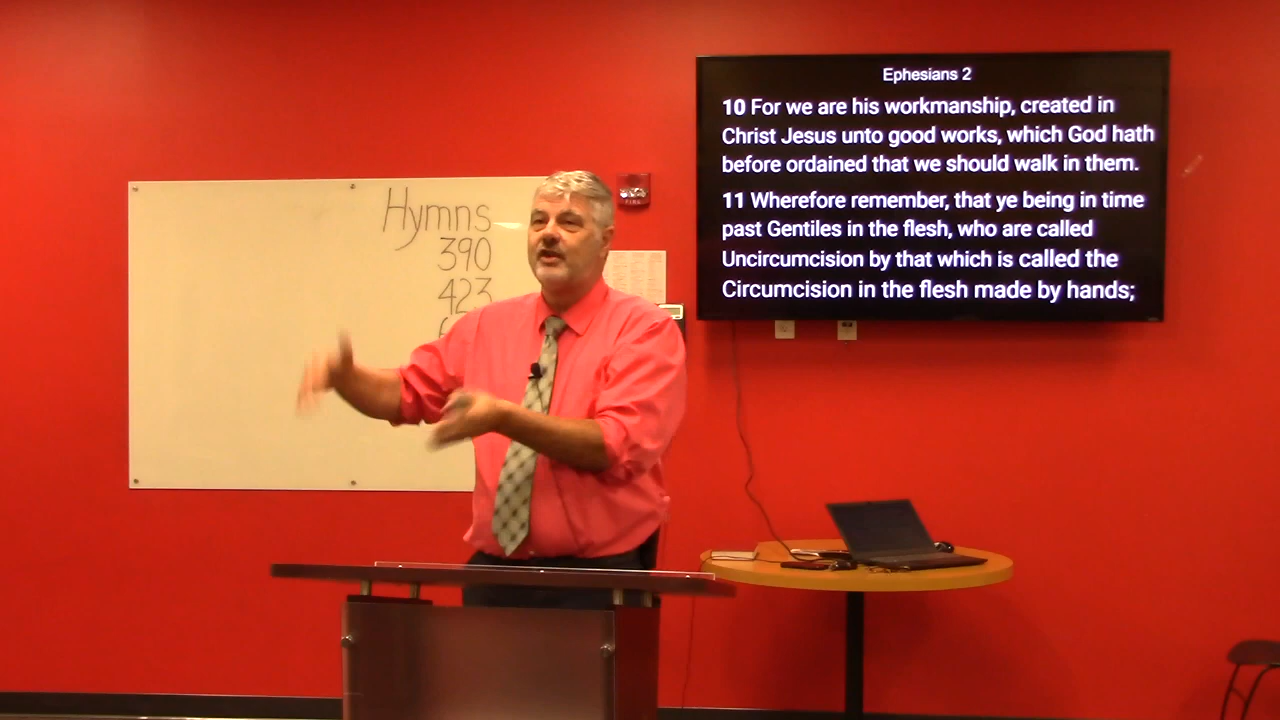 Hymns
390
423
FIRE
Ephesians 2
10 For we are his workmanship, created in
Christ Jesus unto good works, which God hath
before ordained that we should walk in them.
11 Wherefore remember, that ye being in time
past Gentiles in the flesh, who are called
Uncircumcision by that which is called the
Circumcision in the flesh made by hands;